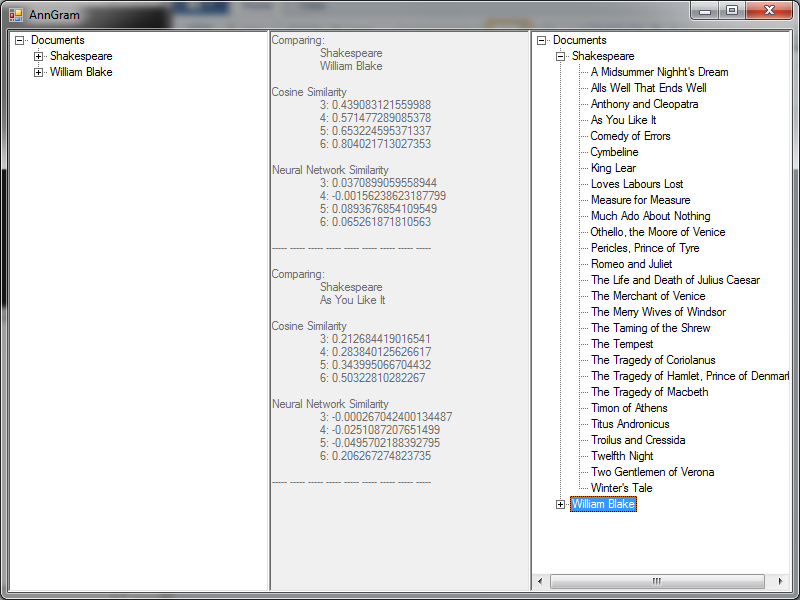 AnnGram
Documents
Shakespeare
William Blake
Comparing:
Shakespeare
William Blake
Cosine Similarity
3: 0.439083121559988
4: 0.571477289085378
5: 0.653224595371337
6: 0.804021713027353
Neural Network Similarity
3: 0.0370899059558944
4: -0.00156238623187799
5: 0.0893676854109549
6: 0.065261871810563
----- ----- ----- ----- ----- ----- ----- ----- -----
Comparing:
Shakespeare
As You Like It
Cosine Similarity
3: 0.212684419016541
4: 0.283840125626617
5: 0.343995066704432
6: 0.50322810282267
Neural Network Similarity
3: -0.000267042400134487
4: -0.0251087207651499
5: -0.0495702188392795
6: 0.206267274823735
----- ----- ----- ----- ----- ----- ----- ----- -----
Documents
Shakespeare
A Midsummer Nighht's Dream
Alls Well That Ends Well
Anthony and Cleopatra
As You Like It
Comedy of Errors
Cymbeline
King Lear
Loves Labours Lost
Measure for Measure
Much Ado About Nothing
Othello, the Moore of Venice
Pericles, Prince of Tyre
Romeo and Juliet
The Life and Death of Julius Caesar
The Merchant of Venice
The Merry Wives of Windsor
The Taming of the Shrew
The Tempest
The Tragedy of Coriolanus
The Tragedy of Hamlet, Prince of Denmark
The Tragedy of Macbeth
Timon of Athens
Titus Andronicus
Troilus and Cressida
Twelfth Night
Two Gentlemen of Verona
Winter's Tale
William Blake